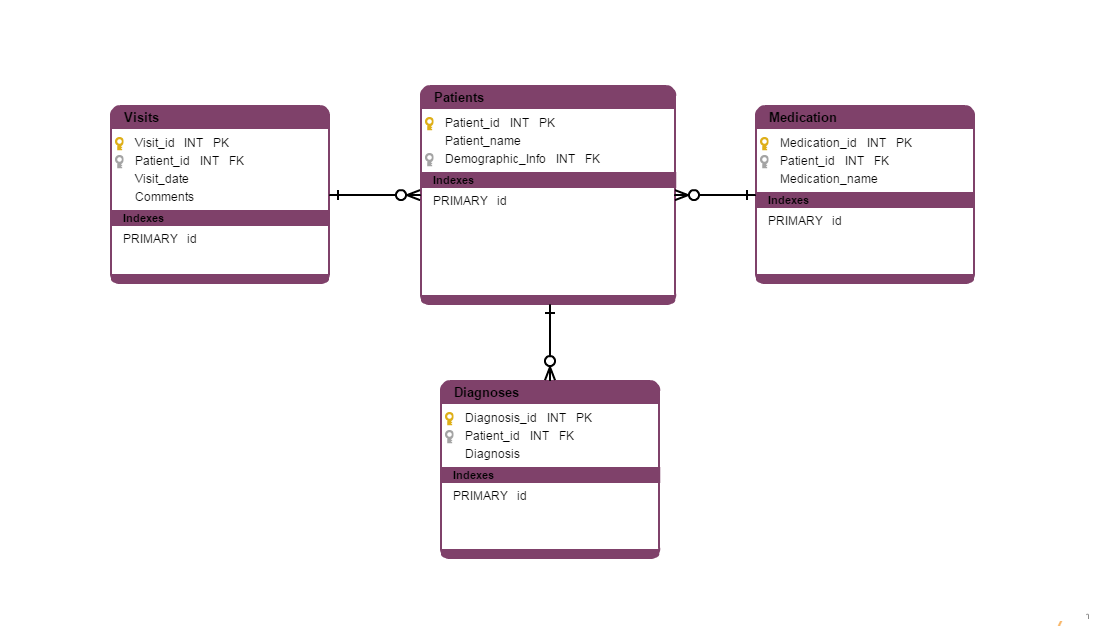 Visits
Visit_id INT PK
Patient_id INT FK
Visit_date
Comments
Indexes
PRIMARY id
Patients
Patient_id INT PK
Patient_name
Demographic_Info INT FK
Indexes
PRIMARY id
Medication
Medication_id INT PK
Patient_id INT FK
Medication_name
Indexes
PRIMARY id
Diagnoses
Diagnosis_id INT PK
Patient_id INT FK
Diagnosis
Indexes
PRIMARY id